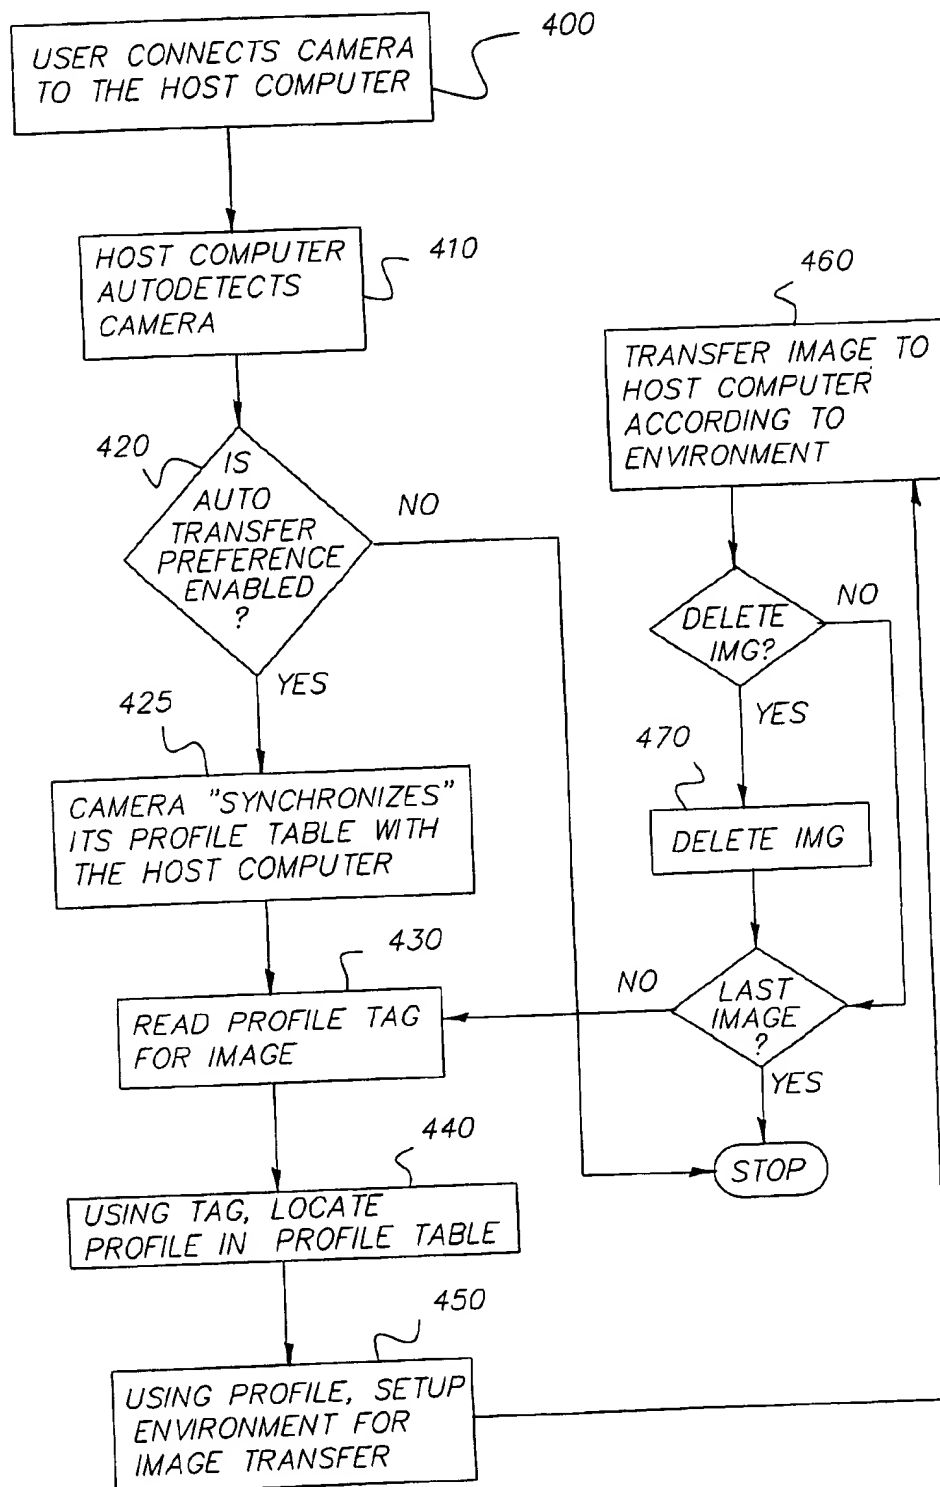 USER CONNECTS CAMERA
TO THE HOST COMPUTER
400
HOST COMPUTER
AUTODETECTS
CAMERA
410
420
IS
AUTO
TRANSFER
PREFERENCE
ENABLED
?
NO
YES
425
CAMERA "SYNCHRONIZES"
ITS PROFILE TABLE WITH
THE HOST COMPUTER
430
READ PROFILE TAG
FOR IMAGE
440
USING TAG, LOCATE
PROFILE IN PROFILE TABLE
450
USING PROFILE, SETUP
ENVIRONMENT FOR
IMAGE TRANSFER
460
TRANSFER IMAGE TO
HOST COMPUTER
ACCORDING TO
ENVIRONMENT
DELETE
IMG?
NO
YES
470
DELETE IMG
LAST
IMAGE
?
NO
YES
STOP